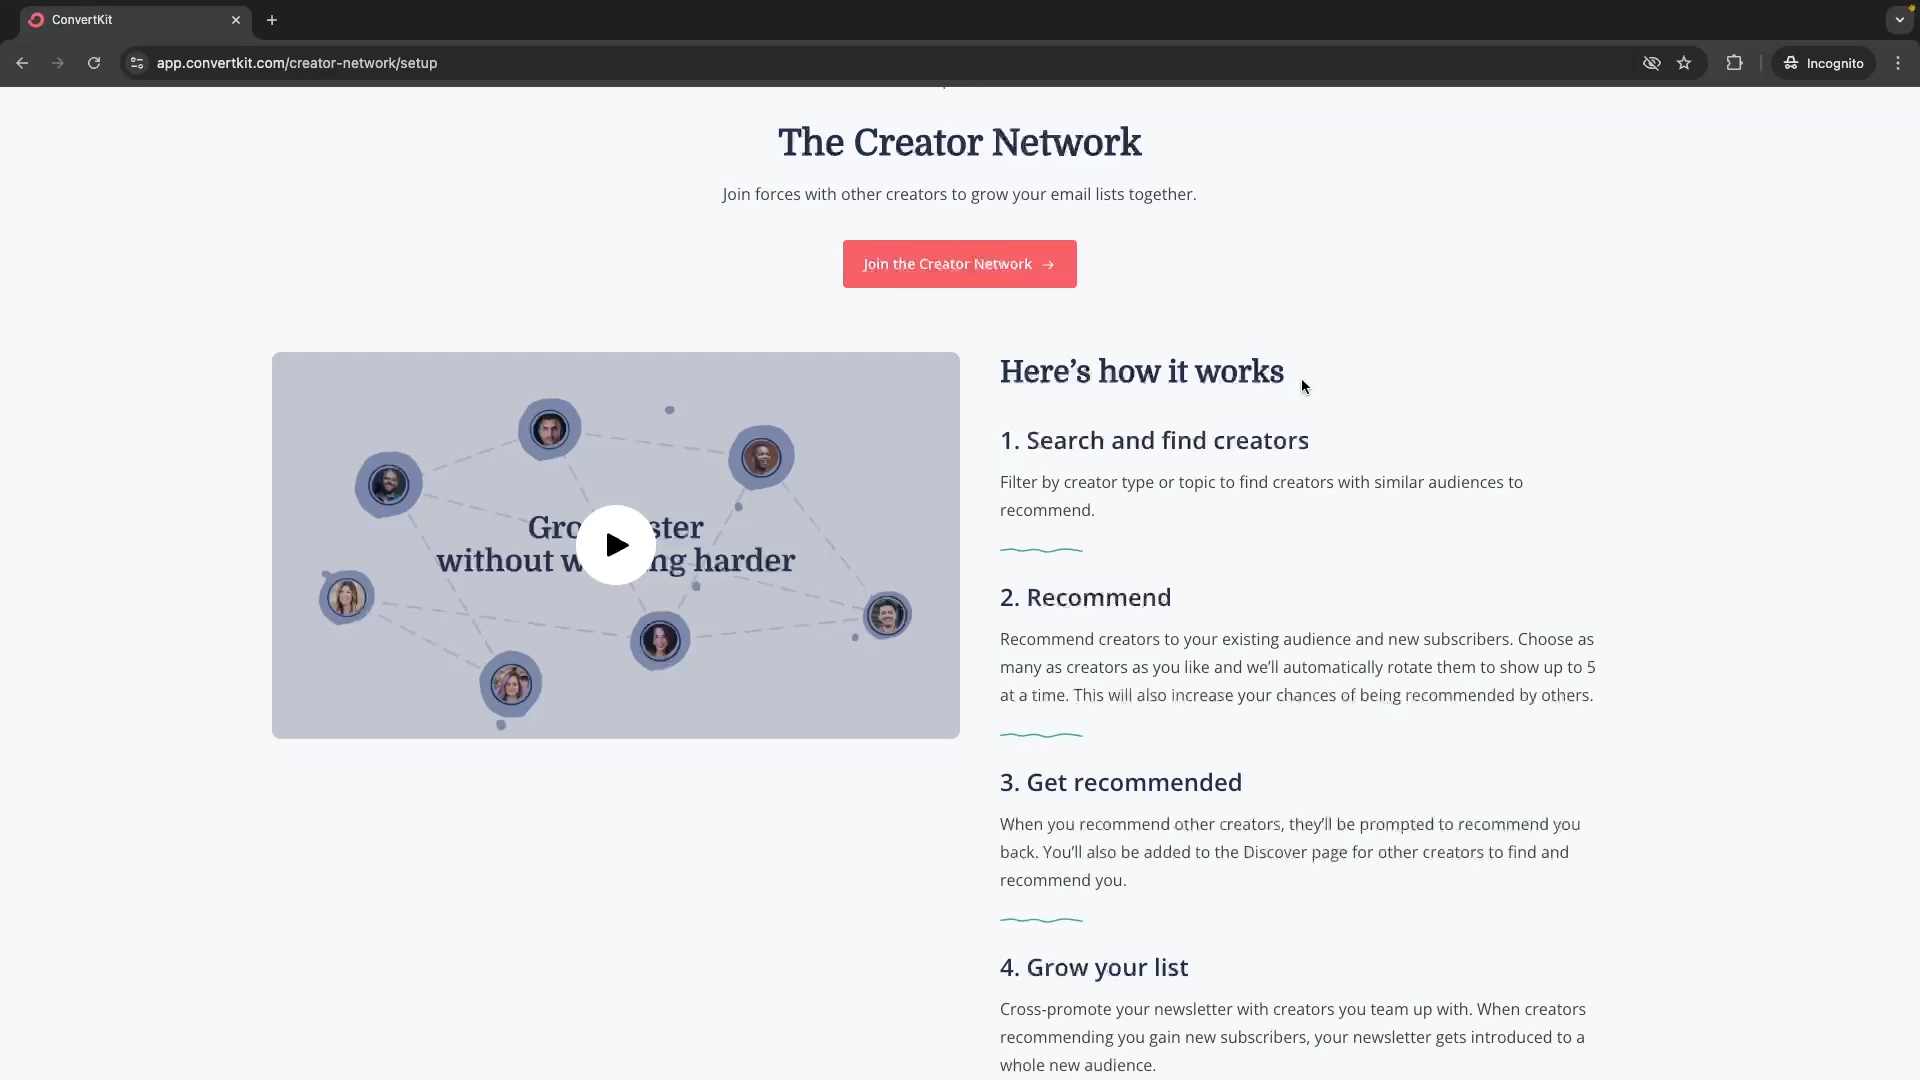 ConvertKit
app.convertkit.com/creator-network/setup
Incognito
The Creator Network
Join forces with other creators to grow your email lists together.
Join the Creator Network →
Gro ster
without w ng harder
Here’s how it works
1. Search and find creators
Filter by creator type or topic to find creators with similar audiences to
recommend.
2. Recommend
Recommend creators to your existing audience and new subscribers. Choose as
many as creators as you like and we’ll automatically rotate them to show up to 5
at a time. This will also increase your chances of being recommended by others.
3. Get recommended
When you recommend other creators, they’ll be prompted to recommend you
back. You’ll also be added to the Discover page for other creators to find and
recommend you.
4. Grow your list
Cross-promote your newsletter with creators you team up with. When creators
recommending you gain new subscribers, your newsletter gets introduced to a
whole new audience.